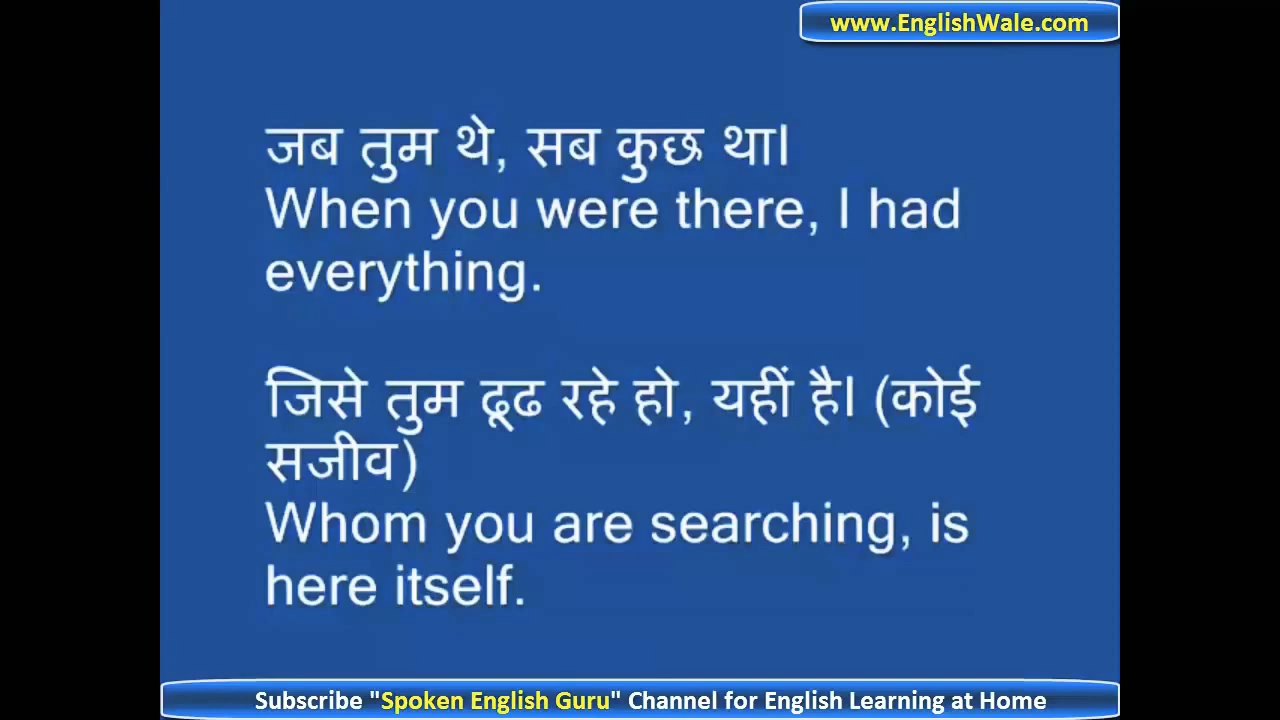 www.EnglishWale.com
जब तुम थे, सब कुछ था।
When you were there, I had
everything.
जिसे तुम ढूढ रहे हो, यहीं है। (कोई
सजीव)
Whom you are searching, is
here itself.
Subscribe "Spoken English Guru" Channel for English Learning at Home